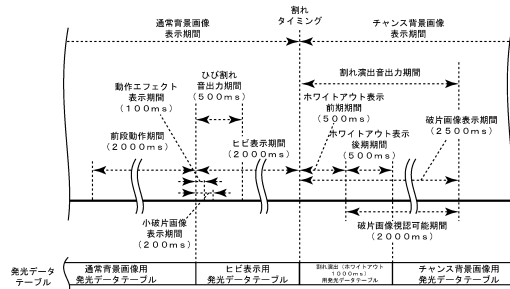 通常背景画像
表示期間
割れ
タイミング
チャンス背景画像
表示期間
ひび割れ
音出力期間
(500ms)
割れ演出音出力期間
動作エフェクト
表示期間
(100ms)
ホワイトアウト表示
前期期間
(500ms)
破片画像表示期間
(2500ms)
前段動作期間
(2000ms)
ヒビ表示期間
(2000ms)
ホワイトアウト表示
後期期間
(500ms)
小破片画像
表示期間
(200ms)
破片画像視認可能期間
(2000ms)
発光データ
テーブル
通常背景画像用
発光データテーブル
ヒビ表示用
発光データテーブル
割れ演出(ホワイトアウト
1000ms)
用発光データテーブル
チャンス背景画像用
発光データテーブル